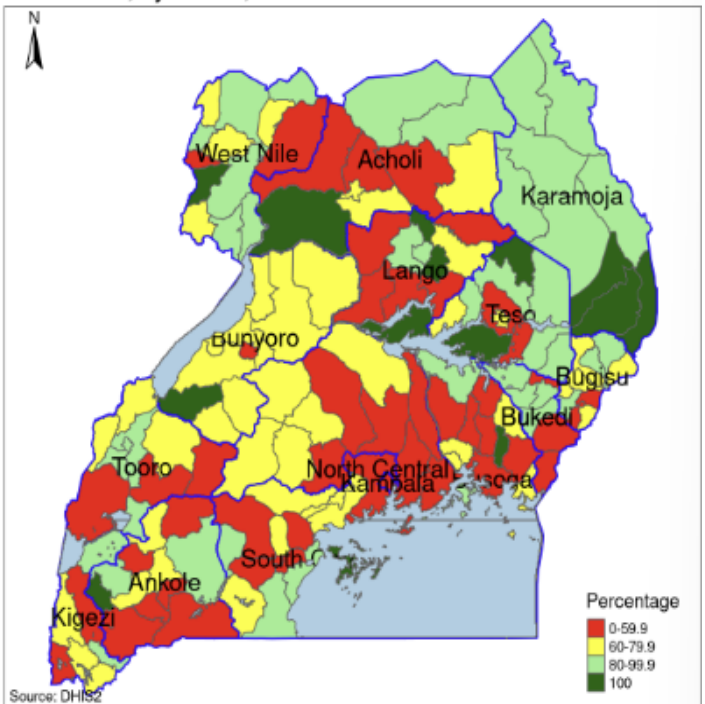 N
West Nile
Acholi
Karamoja
Lango
Teso
Bunyoro
Bugisu
Bukedi
Tooro
North Central
Kampala
South
Ankole
Kigezi
Percentage
0-59.9
60-79.9
80-99.9
100
Source: DHIS2